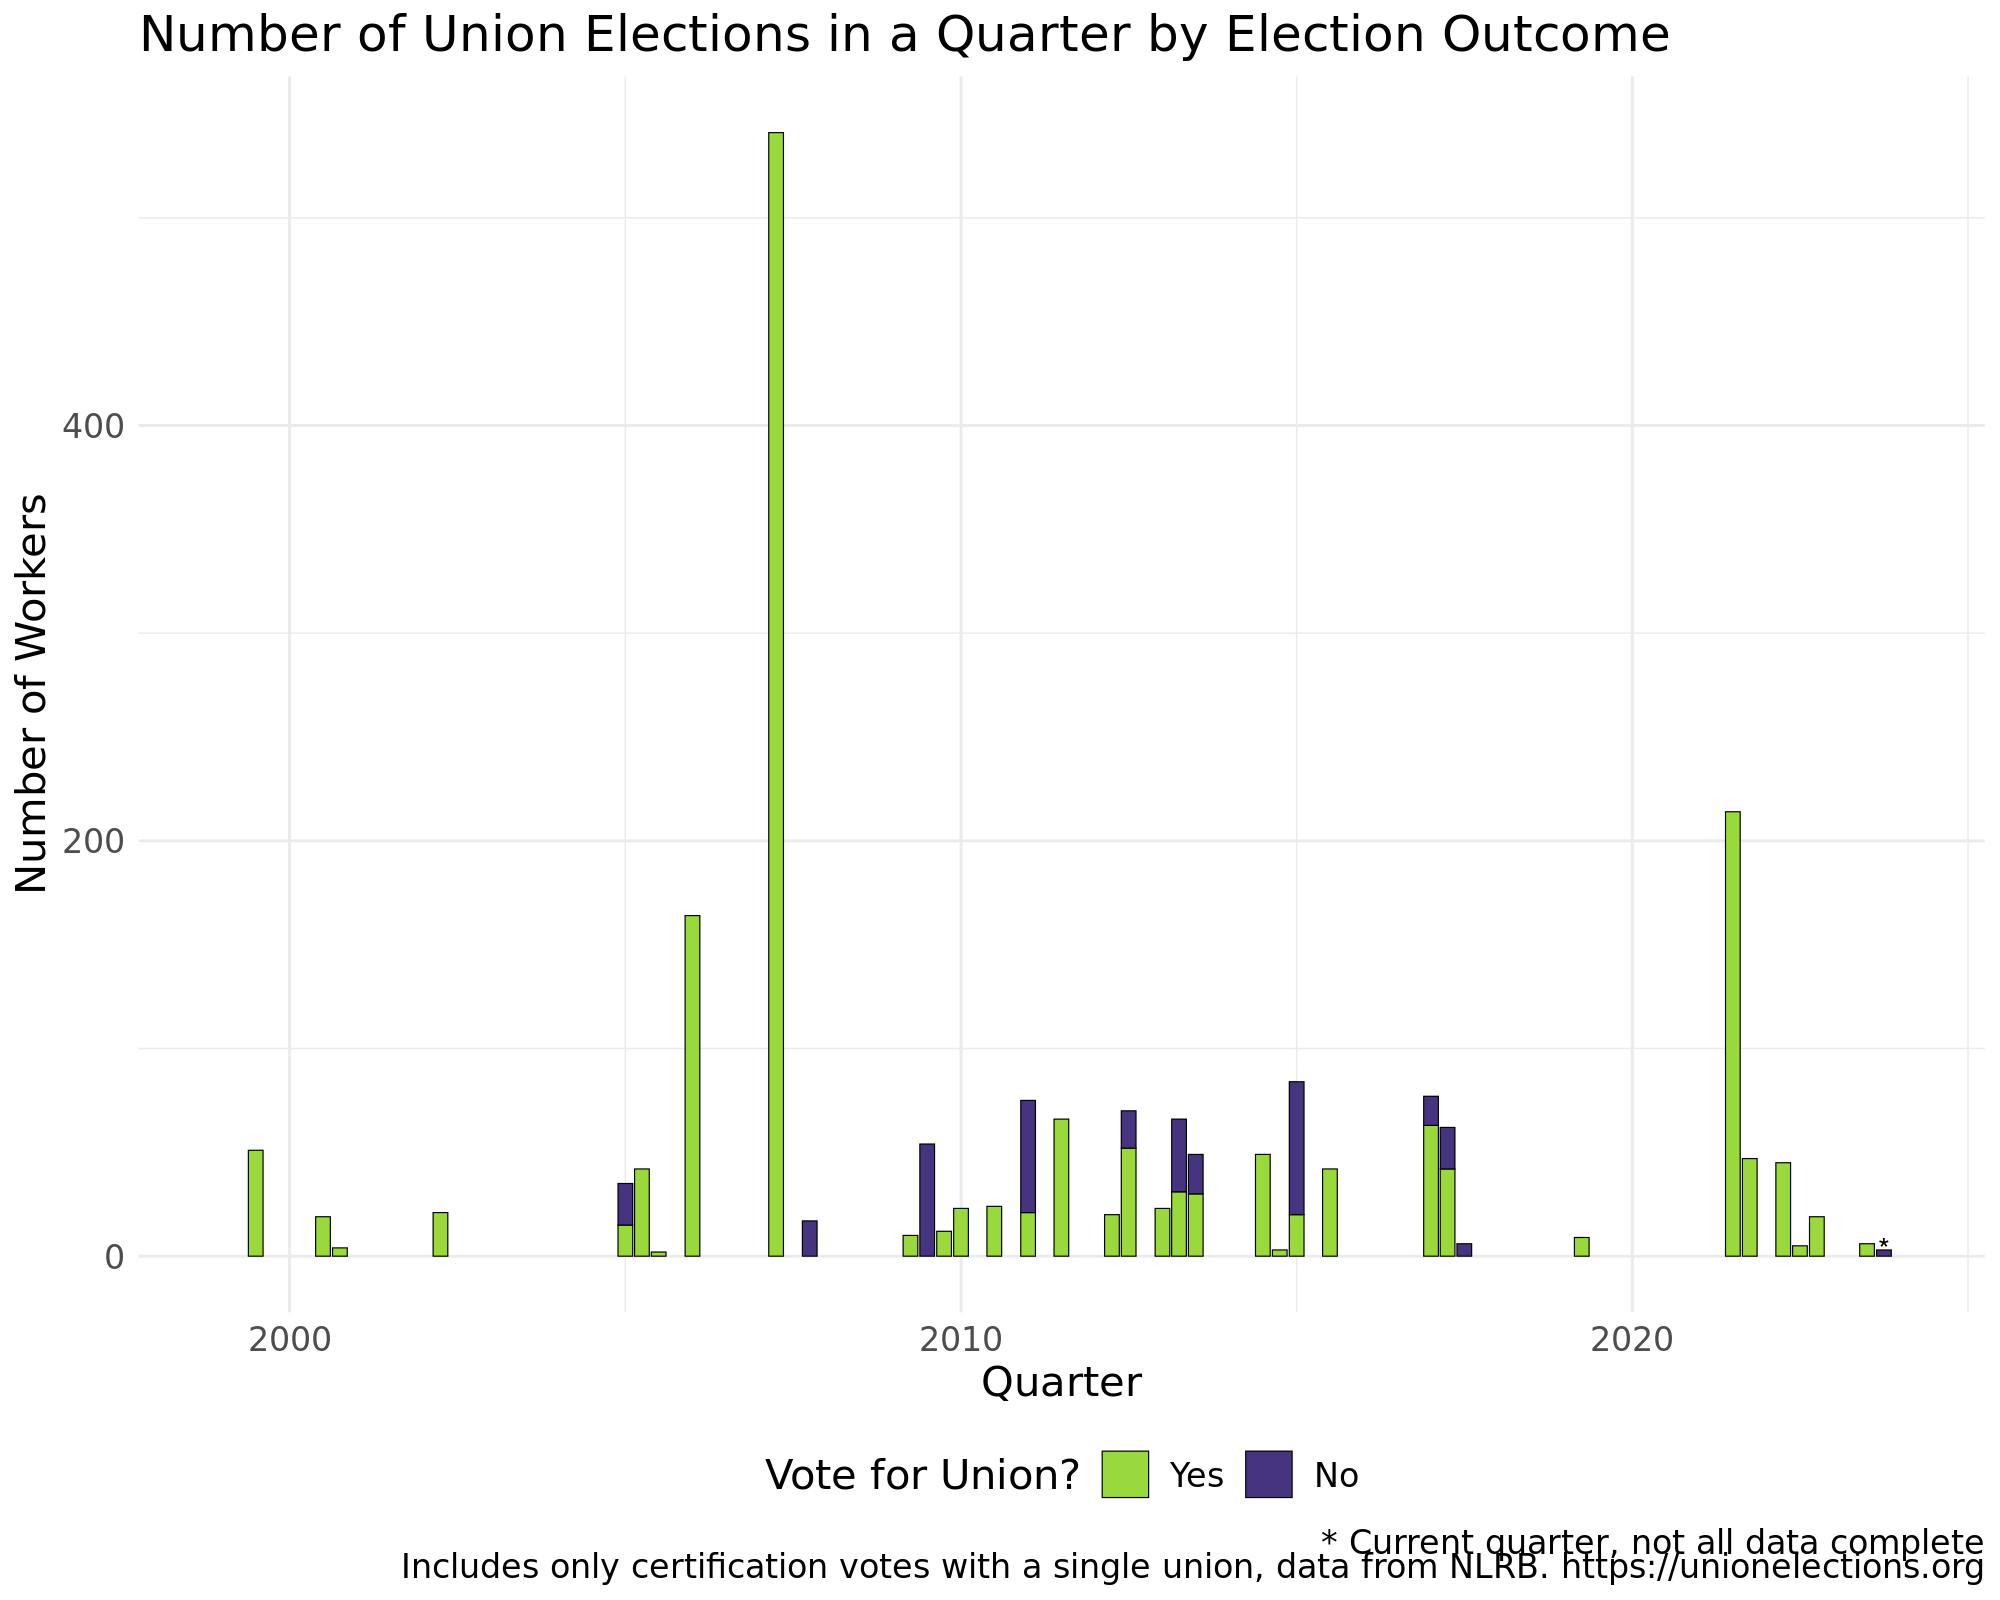 Number of Union Elections in a Quarter by Election Outcome
Number of Workers
400
200
0
*
2000
2010
2020
Quarter
Vote for Union?
Yes
No
* Current quarter, not all data complete
Includes only certification votes with a single union, data from NLRB. https://unionelections.org